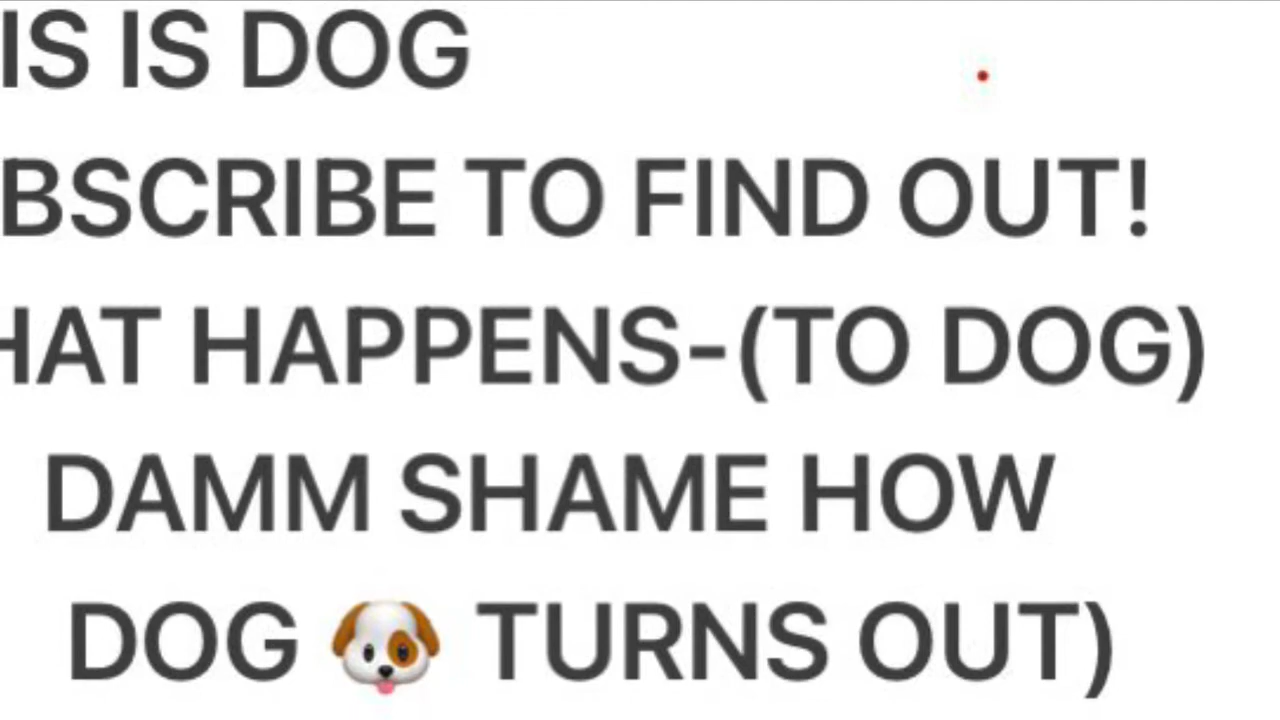 IS IS DOG
BSCRIBE TO FIND OUT!
HAT HAPPENS-(TO DOG)
DAMM SHAME HOW
DOG 🐶 TURNS OUT)